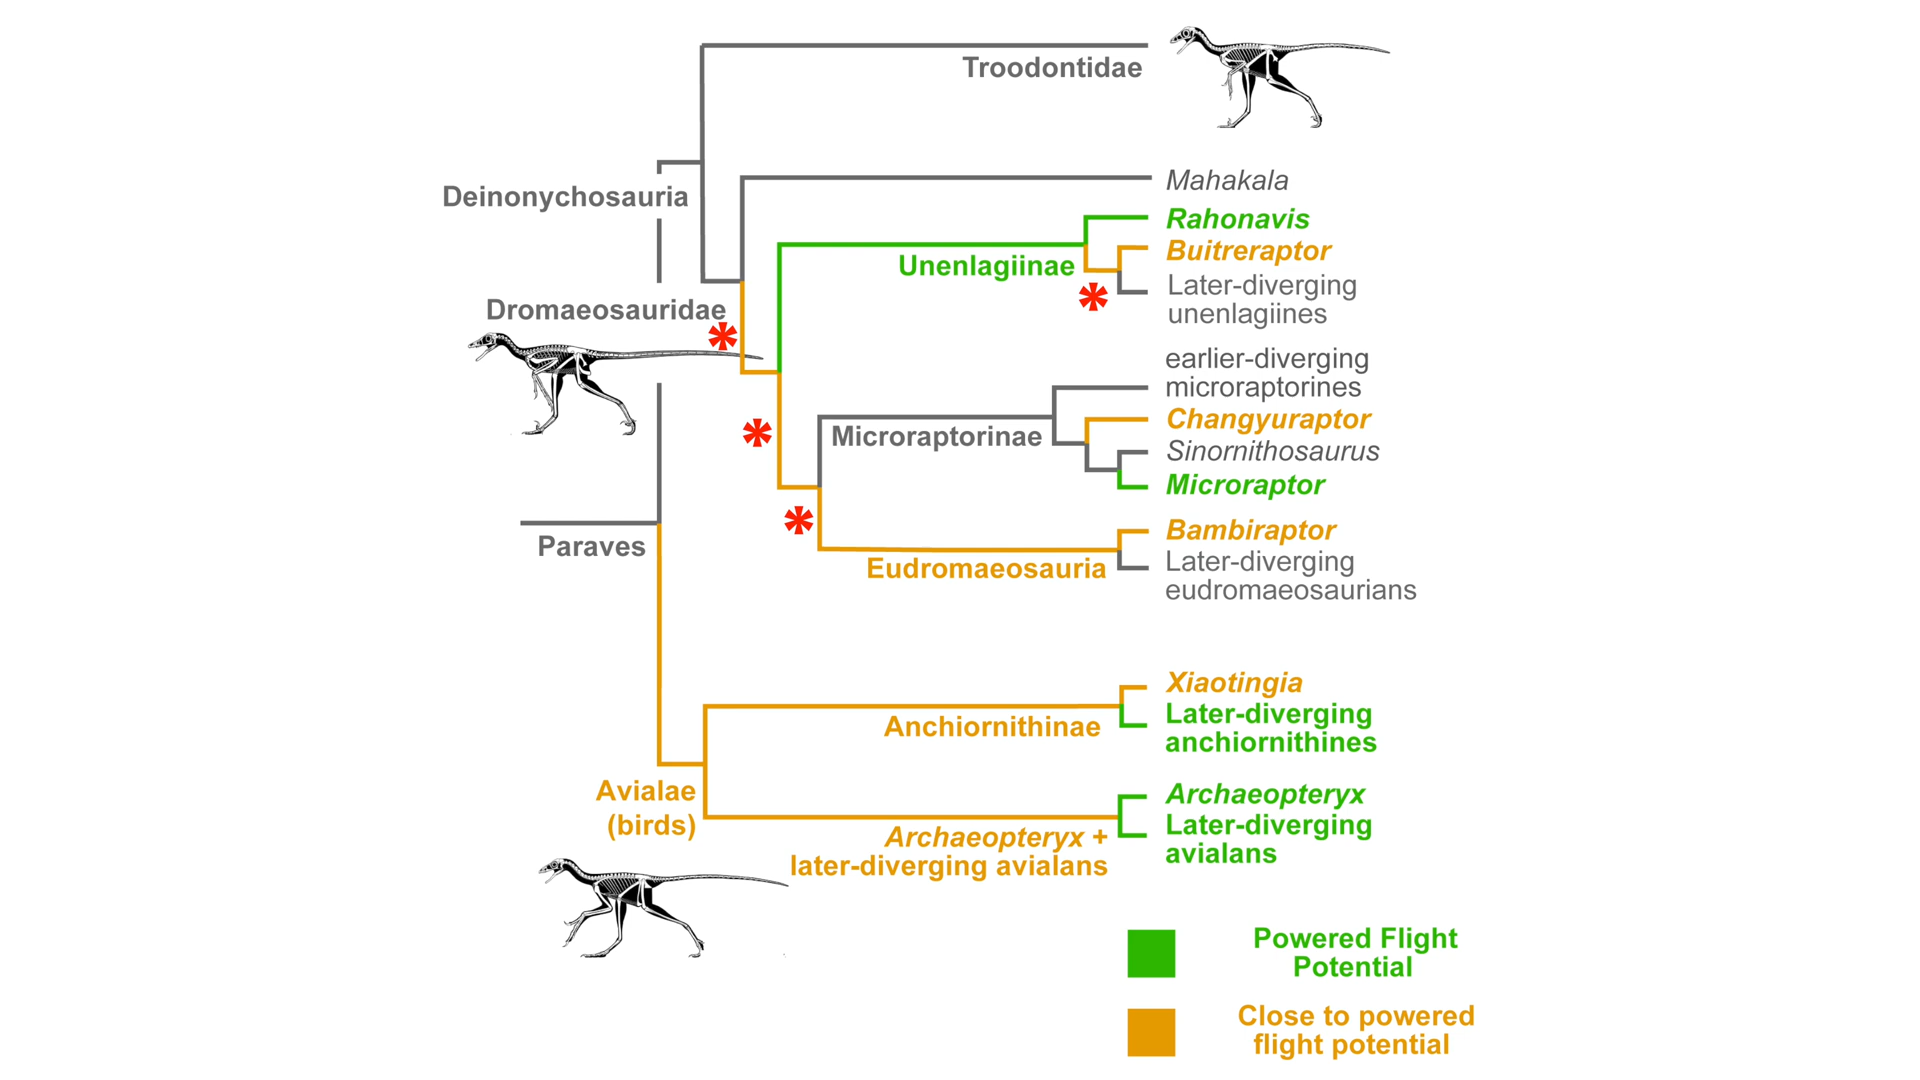 Troodontidae
Mahakala
Deinonychosauria
Rahonavis
Buitreraptor
Unenlagiinae
Later-diverging
unenlagiines
*
Dromaeosauridae
*
earlier-diverging
microraptorines
Changyuraptor
*
Microraptorinae
Sinornithosaurus
Microraptor
*
Bambiraptor
Paraves
Later-diverging
eudromaeosaurians
Eudromaeosauria
Xiaotingia
Later-diverging
anchiornithines
Anchiornithinae
Avialae
(birds)
Archaeopteryx
Later-diverging
avialans
Archaeopteryx +
later-diverging avialans
Powered Flight
Potential
Close to powered
flight potential